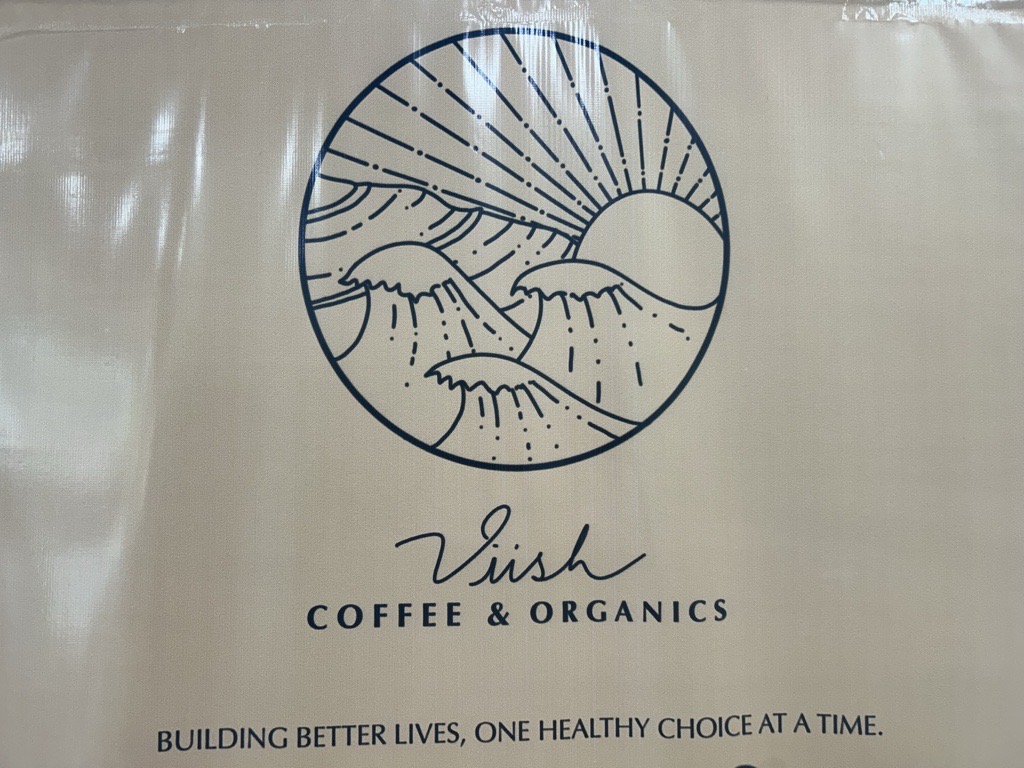 Viish
COFFEE & ORGANICS
BUILDING BETTER LIVES, ONE HEALTHY CHOICE AT A TIME.